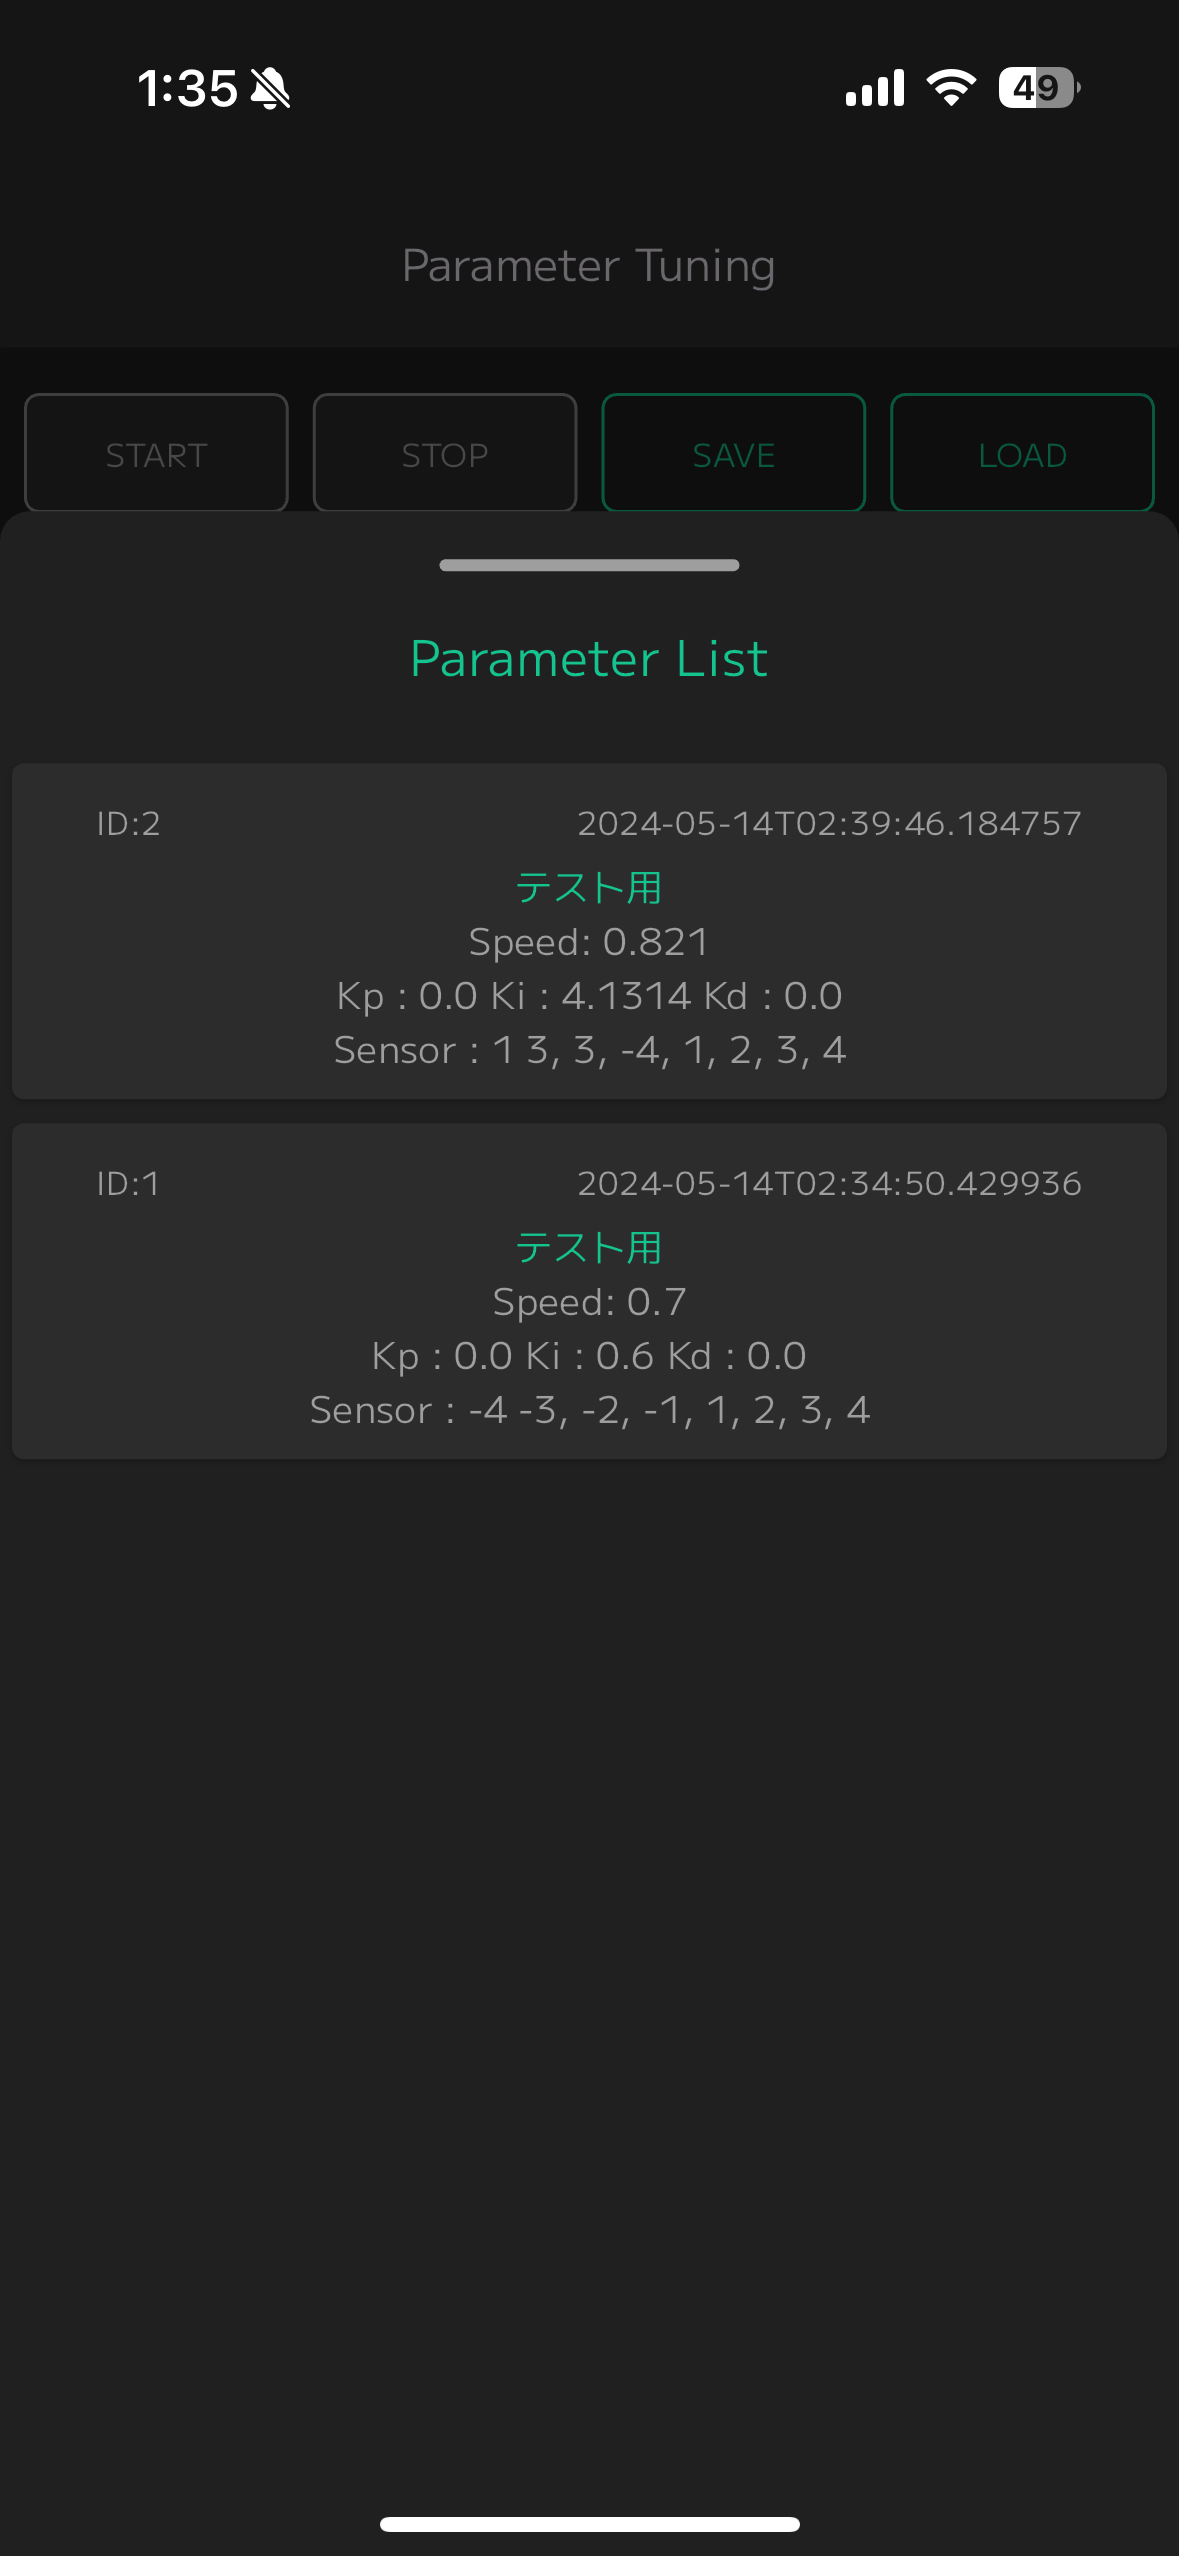 1:35
49
Parameter Tuning
START STOP SAVE LOAD
Parameter List
ID:2 2024-05-14T02:39:46.184757
テスト用
Speed: 0.821
Kp : 0.0 Ki : 4.1314 Kd : 0.0
Sensor : 1 3, 3, -4, 1, 2, 3, 4
ID:1 2024-05-14T02:34:50.429936
テスト用
Speed: 0.7
Kp : 0.0 Ki : 0.6 Kd : 0.0
Sensor : -4 -3, -2, -1, 1, 2, 3, 4